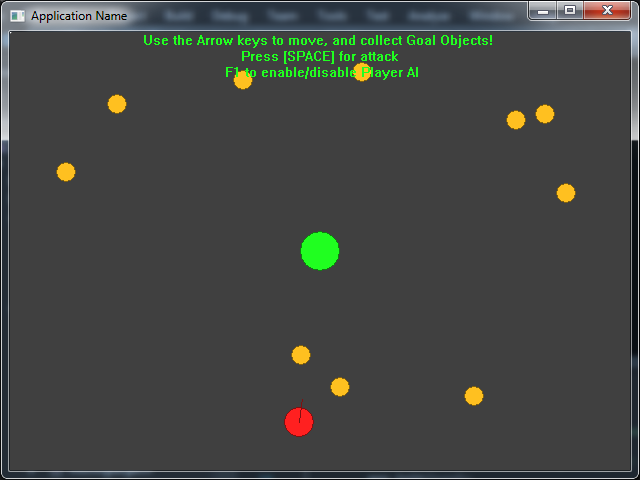 Application Name
Use the Arrow keys to move, and collect Goal Objects!
Press [SPACE] for attack
F1 to enable/disable Player AI